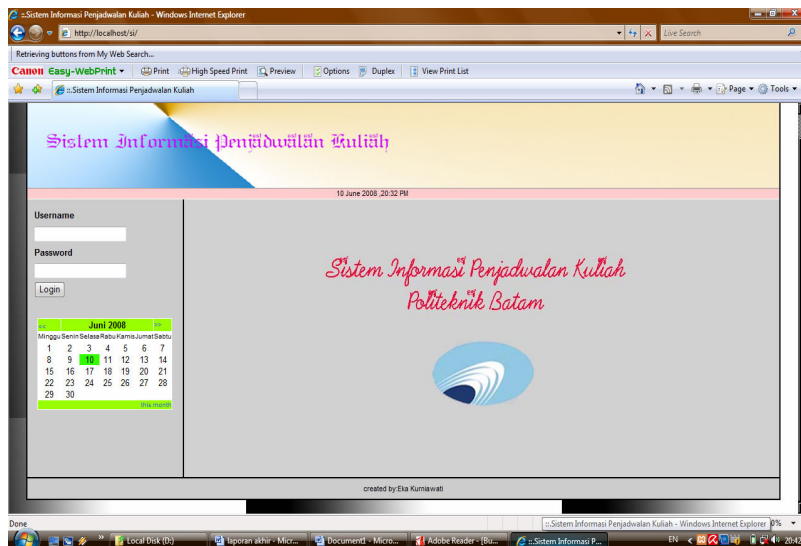 ::Sistem Informasi Penjadwalan Kuliah - Windows Internet Explorer
http://localhost/si/
Live Search
Retrieving buttons from My Web Search...
Canon Easy-WebPrint Print High Speed Print Preview Options Duplex View Print List
::Sistem Informasi Penjadwalan Kuliah
Page Tools
Sistem Informasi Penjadwalan Kuliah
10 June 2008 ,20:32 PM
Username
Password
Login
Sistem Informasi Penjadwalan Kuliah
Politeknik Batam
<< Juni 2008 >>
Minggu Senin Selasa Rabu Kamis Jumat Sabtu
1 2 3 4 5 6 7
8 9 10 11 12 13 14
15 16 17 18 19 20 21
22 23 24 25 26 27 28
29 30
this month
created by:Eka Kurniawati
Done
::Sistem Informasi Penjadwalan Kuliah - Windows Internet Explorer
0%
Local Disk (D:)
laporan akhir - Micr...
Document1 - Micro...
Adobe Reader - [Bu...
::Sistem Informasi P...
EN
20:42